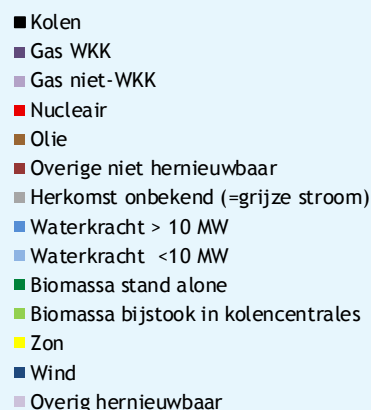 Kolen
Gas WKK
Gas niet-WKK
Nucleair
Olie
Overige niet hernieuwbaar
Herkomst onbekend (=grijze stroom)
Waterkracht > 10 MW
Waterkracht <10 MW
Biomassa stand alone
Biomassa bijstook in kolencentrales
Zon
Wind
Overig hernieuwbaar